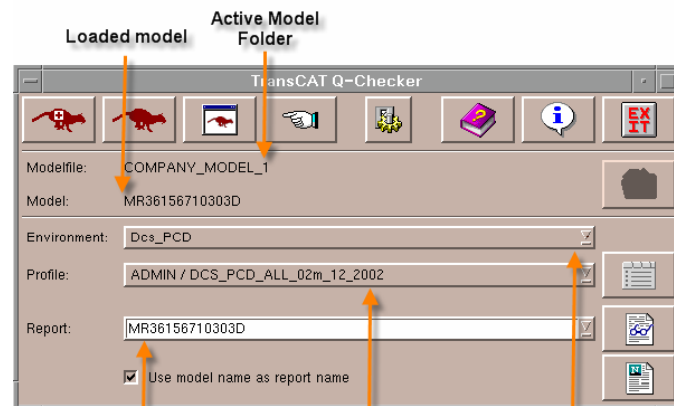 Active Model
Folder
Loaded model
TransCAT Q-Checker
EX
IT
Modelfile: COMPANY_MODEL_1
Model: MR36156710303D
Environment: Dcs_PCD
Profile: ADMIN / DCS_PCD_ALL_02m_12_2002
Report: MR36156710303D
Use model name as report name
N